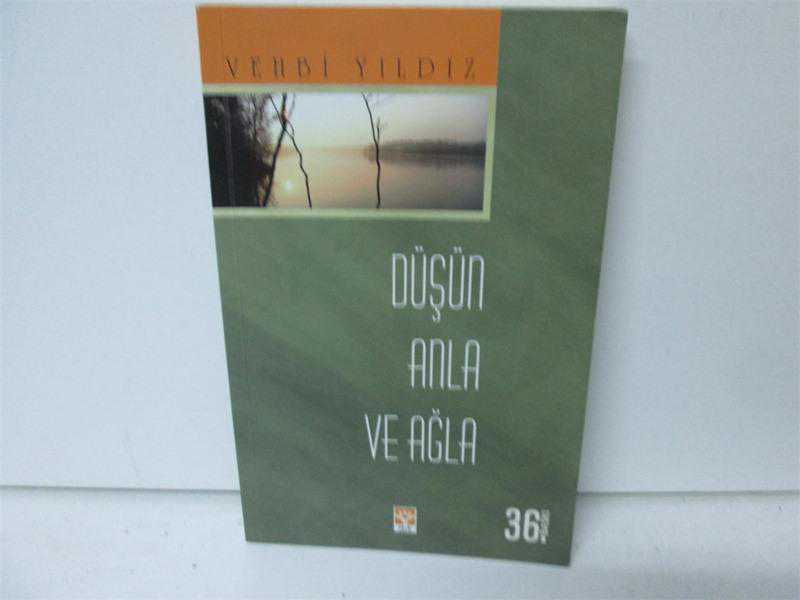 VEHBİ YILDIZ
DÜŞÜN
ANLA
VE AĞLA
36